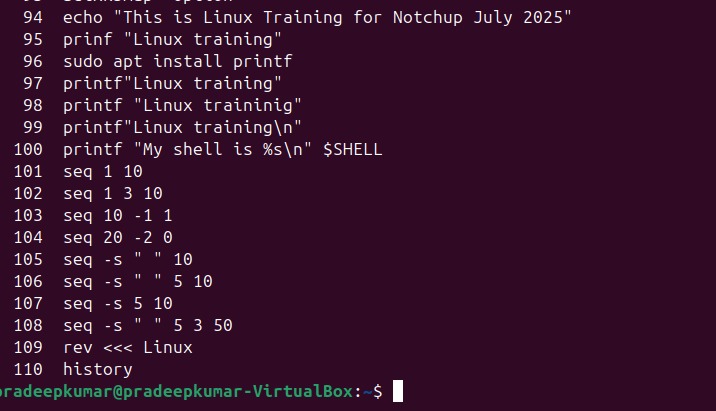 94 echo "This is Linux Training for Notchup July 2025"
95 prinf "Linux training"
96 sudo apt install printf
97 printf"Linux training"
98 printf "Linux traininig"
99 printf"Linux training\n"
100 printf "My shell is %s\n" $SHELL
101 seq 1 10
102 seq 1 3 10
103 seq 10 -1 1
104 seq 20 -2 0
105 seq -s " " 10
106 seq -s " " 5 10
107 seq -s 5 10
108 seq -s " " 5 3 50
109 rev <<< Linux
110 history
pradeepkumar@pradeepkumar-VirtualBox:~$